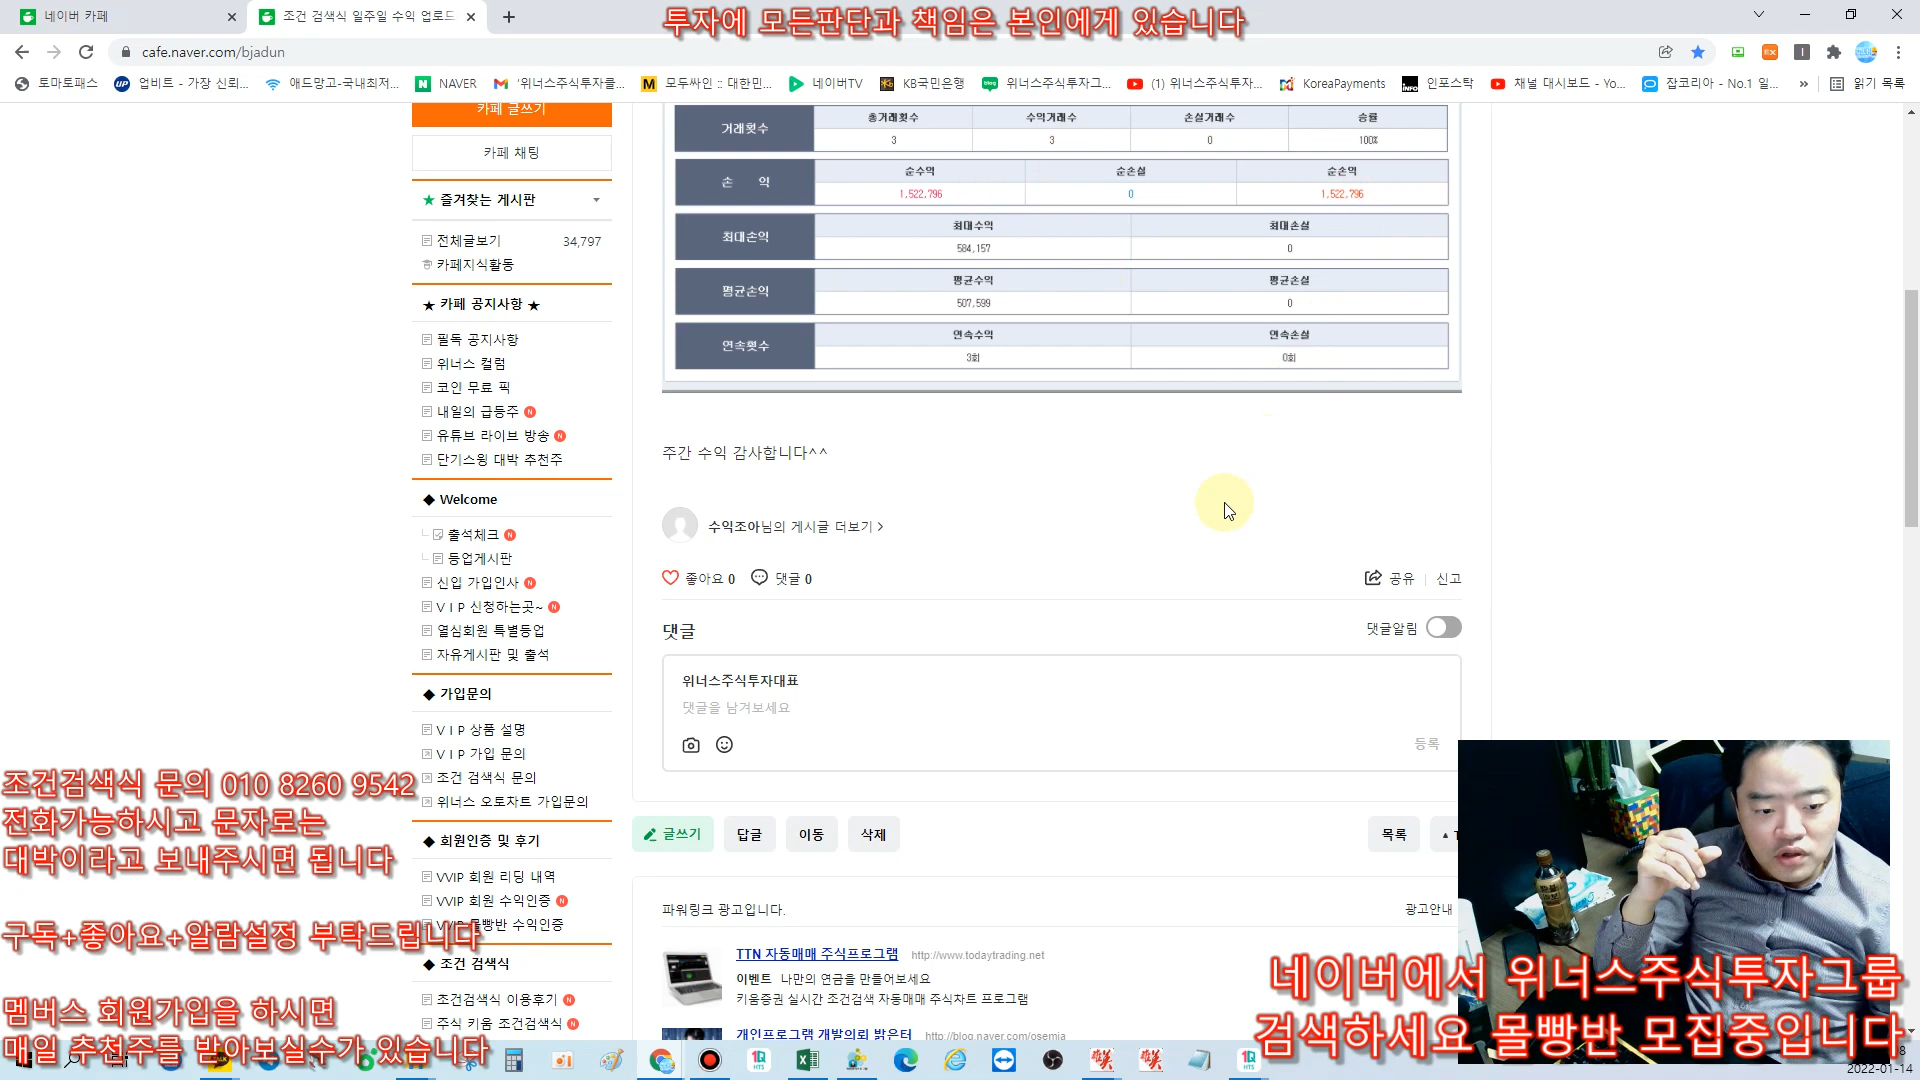 네이버 카페
조건 검색식 일주일 수익 업로드
투자에 모든판단과 책임은 본인에게 있습니다
cafe.naver.com/bjadun
토마토패스
업비트 - 가장 신뢰...
애드망고-국내최저...
NAVER
'위너스주식투자를...
모두싸인 :: 대한민...
네이버TV
KB국민은행
위너스주식투자그...
(1) 위너스주식투자...
KoreaPayments
인포스탁
채널 대시보드 - Yo...
잡코리아 - No.1 일...
»
읽기 목록
카페 글쓰기
카페 채팅
★ 즐겨찾는 게시판
전체글보기 34,797
카페지식활동
★ 카페 공지사항 ★
필독 공지사항
위너스 컬럼
코인 무료 픽
내일의 급등주 N
유튜브 라이브 방송 N
단기스윙 대박 추천주
◆ Welcome
출석체크 N
등업게시판
신입 가입인사 N
V I P 신청하는곳~ N
열심회원 특별등업
자유게시판 및 출석
◆ 가입문의
V I P 상품 설명
V I P 가입 문의
조건 검색식 문의
위너스 오토차트 가입문의
◆ 회원인증 및 후기
VVIP 회원 리딩 내역
VVIP 회원 수익인증 N
VVIP 몰빵반 수익인증
◆ 조건 검색식
조건검색식 이용후기 N
주식 키움 조건검색식 N
거래횟수 총거래횟수 수익거래수 손실거래수 승률
3 3 0 100%
손 익 순수익 순손실 순손익
1,522,796 0 1,522,796
최대손익 최대수익 최대손실
584,157 0
평균손익 평균수익 평균손실
507,599 0
연속횟수 연속수익 연속손실
3회 0회
주간 수익 감사합니다^^
수익조아님의 게시글 더보기 >
좋아요 0 댓글 0
공유 신고
댓글
댓글알림
위너스주식투자대표
댓글을 남겨보세요
등록
글쓰기 답글 이동 삭제
목록
파워링크 광고입니다.
광고안내
TTN 자동매매 주식프로그램 http://www.todaytrading.net
이벤트 나만의 연금을 만들어보세요
키움증권 실시간 조건검색 자동매매 주식차트 프로그램
개인프로그램 개발의뢰 밝은터 http://blog.naver.com/osemia
조건검색식 문의 010 8260 9542
전화가능하시고 문자로는
대박이라고 보내주시면 됩니다
구독+좋아요+알람설정 부탁드립니다
멤버스 회원가입을 하시면
매일 추천주를 받아보실수가 있습니다
네이버에서 위너스주식투자그룹
검색하세요 몰빵반 모집중입니다
2022-01-14